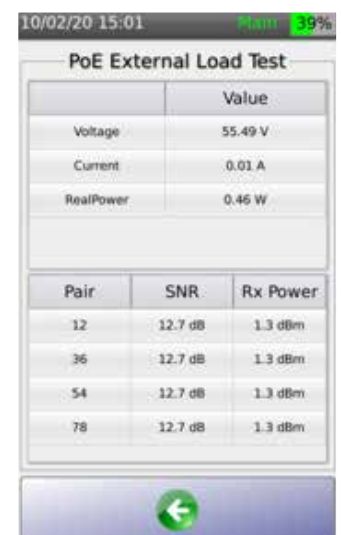 10/02/20 15:01 Main 39%
PoE External Load Test
Value
Voltage 55.49 V
Current 0.01 A
RealPower 0.46 W
Pair SNR Rx Power
12 12.7 dB 1.3 dBm
36 12.7 dB 1.3 dBm
54 12.7 dB 1.3 dBm
78 12.7 dB 1.3 dBm